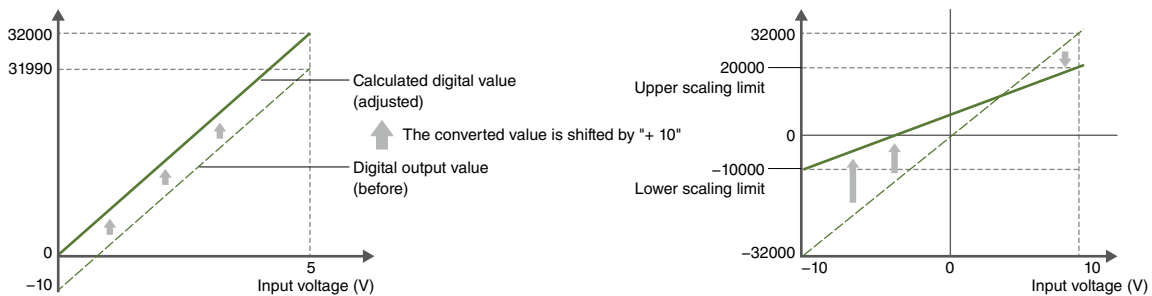 32000
31990
0
−10
5
Input voltage (V)
Calculated digital value
(adjusted)
The converted value is shifted by "+ 10"
Digital output value
(before)
32000
20000
Upper scaling limit
0
−10000
Lower scaling limit
−32000
−10
0
10
Input voltage (V)